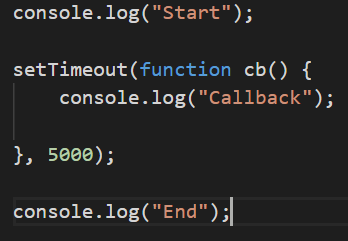 console.log("Start");
setTimeout(function cb() {
    console.log("Callback");
}, 5000);
console.log("End");